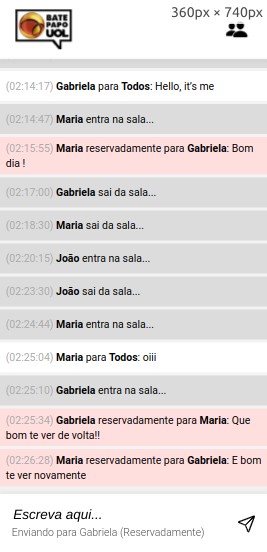 BATE
PAPO
UOL
360px × 740px
(02:14:17) Gabriela para Todos: Hello, it's me
(02:14:47) Maria entra na sala...
(02:15:55) Maria reservadamente para Gabriela: Bom
dia !
(02:17:00) Gabriela sai da sala...
(02:18:30) Maria sai da sala...
(02:20:15) João entra na sala...
(02:23:30) João sai da sala...
(02:24:44) Maria entra na sala...
(02:25:04) Maria para Todos: oiii
(02:25:10) Gabriela entra na sala...
(02:25:34) Gabriela reservadamente para Maria: Que
bom te ver de volta!!
(02:26:28) Maria reservadamente para Gabriela: E bom
te ver novamente
Escreva aqui...
Enviando para Gabriela (Reservadamente)